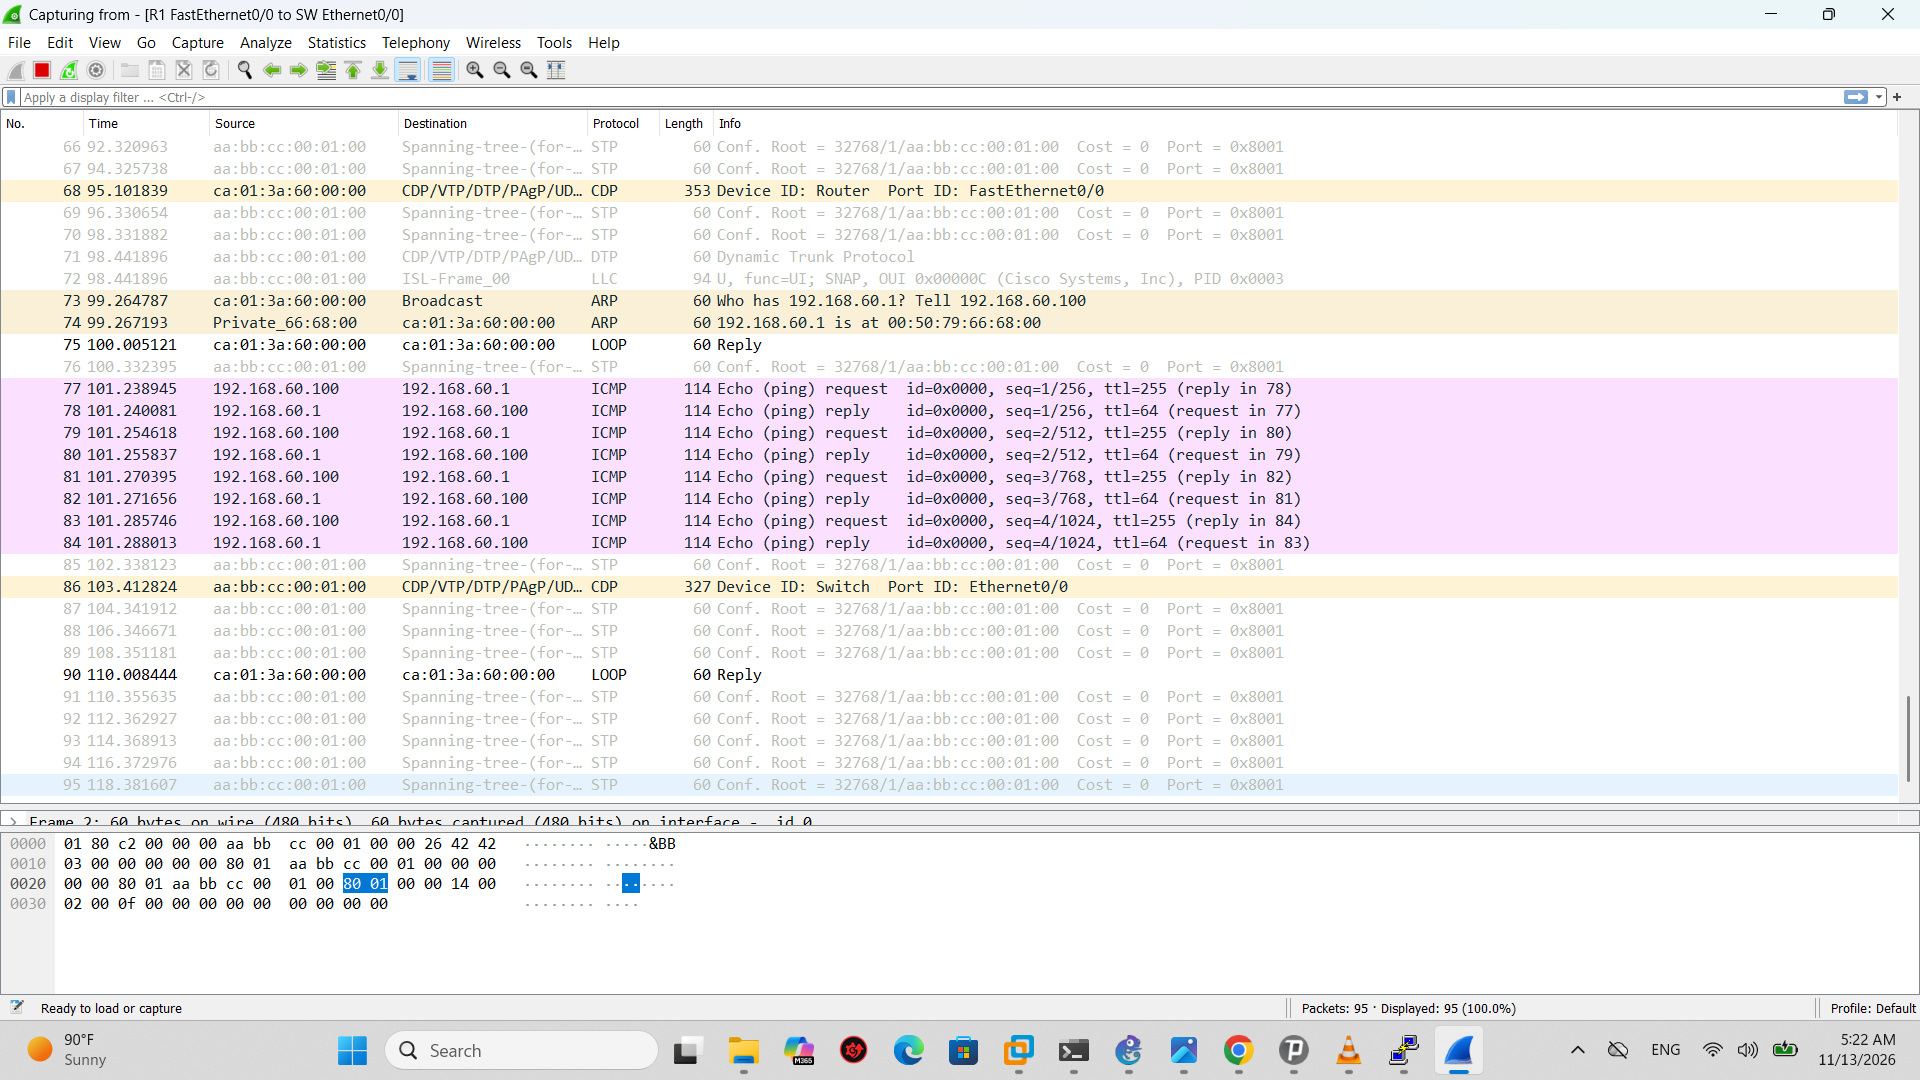 Capturing from - [R1 FastEthernet0/0 to SW Ethernet0/0]
File Edit View Go Capture Analyze Statistics Telephony Wireless Tools Help
Apply a display filter ... <Ctrl-/>
No. Time Source Destination Protocol Length Info
66 92.320963 aa:bb:cc:00:01:00 Spanning-tree-(for-... STP 60 Conf. Root = 32768/1/aa:bb:cc:00:01:00 Cost = 0 Port = 0x8001
67 94.325738 aa:bb:cc:00:01:00 Spanning-tree-(for-... STP 60 Conf. Root = 32768/1/aa:bb:cc:00:01:00 Cost = 0 Port = 0x8001
68 95.101839 ca:01:3a:60:00:00 CDP/VTP/DTP/PAgP/UD... CDP 353 Device ID: Router Port ID: FastEthernet0/0
69 96.330654 aa:bb:cc:00:01:00 Spanning-tree-(for-... STP 60 Conf. Root = 32768/1/aa:bb:cc:00:01:00 Cost = 0 Port = 0x8001
70 98.331882 aa:bb:cc:00:01:00 Spanning-tree-(for-... STP 60 Conf. Root = 32768/1/aa:bb:cc:00:01:00 Cost = 0 Port = 0x8001
71 98.441896 aa:bb:cc:00:01:00 CDP/VTP/DTP/PAgP/UD... DTP 60 Dynamic Trunk Protocol
72 98.441896 aa:bb:cc:00:01:00 ISL-Frame_00 LLC 94 U, func=UI; SNAP, OUI 0x00000C (Cisco Systems, Inc), PID 0x0003
73 99.264787 ca:01:3a:60:00:00 Broadcast ARP 60 Who has 192.168.60.1? Tell 192.168.60.100
74 99.267193 Private_66:68:00 ca:01:3a:60:00:00 ARP 60 192.168.60.1 is at 00:50:79:66:68:00
75 100.005121 ca:01:3a:60:00:00 ca:01:3a:60:00:00 LOOP 60 Reply
76 100.332395 aa:bb:cc:00:01:00 Spanning-tree-(for-... STP 60 Conf. Root = 32768/1/aa:bb:cc:00:01:00 Cost = 0 Port = 0x8001
77 101.238945 192.168.60.100 192.168.60.1 ICMP 114 Echo (ping) request id=0x0000, seq=1/256, ttl=255 (reply in 78)
78 101.240081 192.168.60.1 192.168.60.100 ICMP 114 Echo (ping) reply id=0x0000, seq=1/256, ttl=64 (request in 77)
79 101.254618 192.168.60.100 192.168.60.1 ICMP 114 Echo (ping) request id=0x0000, seq=2/512, ttl=255 (reply in 80)
80 101.255837 192.168.60.1 192.168.60.100 ICMP 114 Echo (ping) reply id=0x0000, seq=2/512, ttl=64 (request in 79)
81 101.270395 192.168.60.100 192.168.60.1 ICMP 114 Echo (ping) request id=0x0000, seq=3/768, ttl=255 (reply in 82)
82 101.271656 192.168.60.1 192.168.60.100 ICMP 114 Echo (ping) reply id=0x0000, seq=3/768, ttl=64 (request in 81)
83 101.285746 192.168.60.100 192.168.60.1 ICMP 114 Echo (ping) request id=0x0000, seq=4/1024, ttl=255 (reply in 84)
84 101.288013 192.168.60.1 192.168.60.100 ICMP 114 Echo (ping) reply id=0x0000, seq=4/1024, ttl=64 (request in 83)
85 102.338123 aa:bb:cc:00:01:00 Spanning-tree-(for-... STP 60 Conf. Root = 32768/1/aa:bb:cc:00:01:00 Cost = 0 Port = 0x8001
86 103.412824 aa:bb:cc:00:01:00 CDP/VTP/DTP/PAgP/UD... CDP 327 Device ID: Switch Port ID: Ethernet0/0
87 104.341912 aa:bb:cc:00:01:00 Spanning-tree-(for-... STP 60 Conf. Root = 32768/1/aa:bb:cc:00:01:00 Cost = 0 Port = 0x8001
88 106.346671 aa:bb:cc:00:01:00 Spanning-tree-(for-... STP 60 Conf. Root = 32768/1/aa:bb:cc:00:01:00 Cost = 0 Port = 0x8001
89 108.351181 aa:bb:cc:00:01:00 Spanning-tree-(for-... STP 60 Conf. Root = 32768/1/aa:bb:cc:00:01:00 Cost = 0 Port = 0x8001
90 110.008444 ca:01:3a:60:00:00 ca:01:3a:60:00:00 LOOP 60 Reply
91 110.355635 aa:bb:cc:00:01:00 Spanning-tree-(for-... STP 60 Conf. Root = 32768/1/aa:bb:cc:00:01:00 Cost = 0 Port = 0x8001
92 112.362927 aa:bb:cc:00:01:00 Spanning-tree-(for-... STP 60 Conf. Root = 32768/1/aa:bb:cc:00:01:00 Cost = 0 Port = 0x8001
93 114.368913 aa:bb:cc:00:01:00 Spanning-tree-(for-... STP 60 Conf. Root = 32768/1/aa:bb:cc:00:01:00 Cost = 0 Port = 0x8001
94 116.372976 aa:bb:cc:00:01:00 Spanning-tree-(for-... STP 60 Conf. Root = 32768/1/aa:bb:cc:00:01:00 Cost = 0 Port = 0x8001
95 118.381607 aa:bb:cc:00:01:00 Spanning-tree-(for-... STP 60 Conf. Root = 32768/1/aa:bb:cc:00:01:00 Cost = 0 Port = 0x8001
Frame 2: 60 bytes on wire (480 bits), 60 bytes captured (480 bits) on interface -, id 0
0000 01 80 c2 00 00 00 aa bb cc 00 01 00 00 26 42 42 ········ ·····&BB
0010 03 00 00 00 00 00 80 01 aa bb cc 00 01 00 00 00 ········ ········
0020 00 00 80 01 aa bb cc 00 01 00 80 01 00 00 14 00 ········ ········
0030 02 00 0f 00 00 00 00 00 00 00 00 00 ········ ····
Ready to load or capture
Packets: 95 · Displayed: 95 (100.0%)
Profile: Default
90°F
Sunny
Search
M365
ENG
5:22 AM
11/13/2026